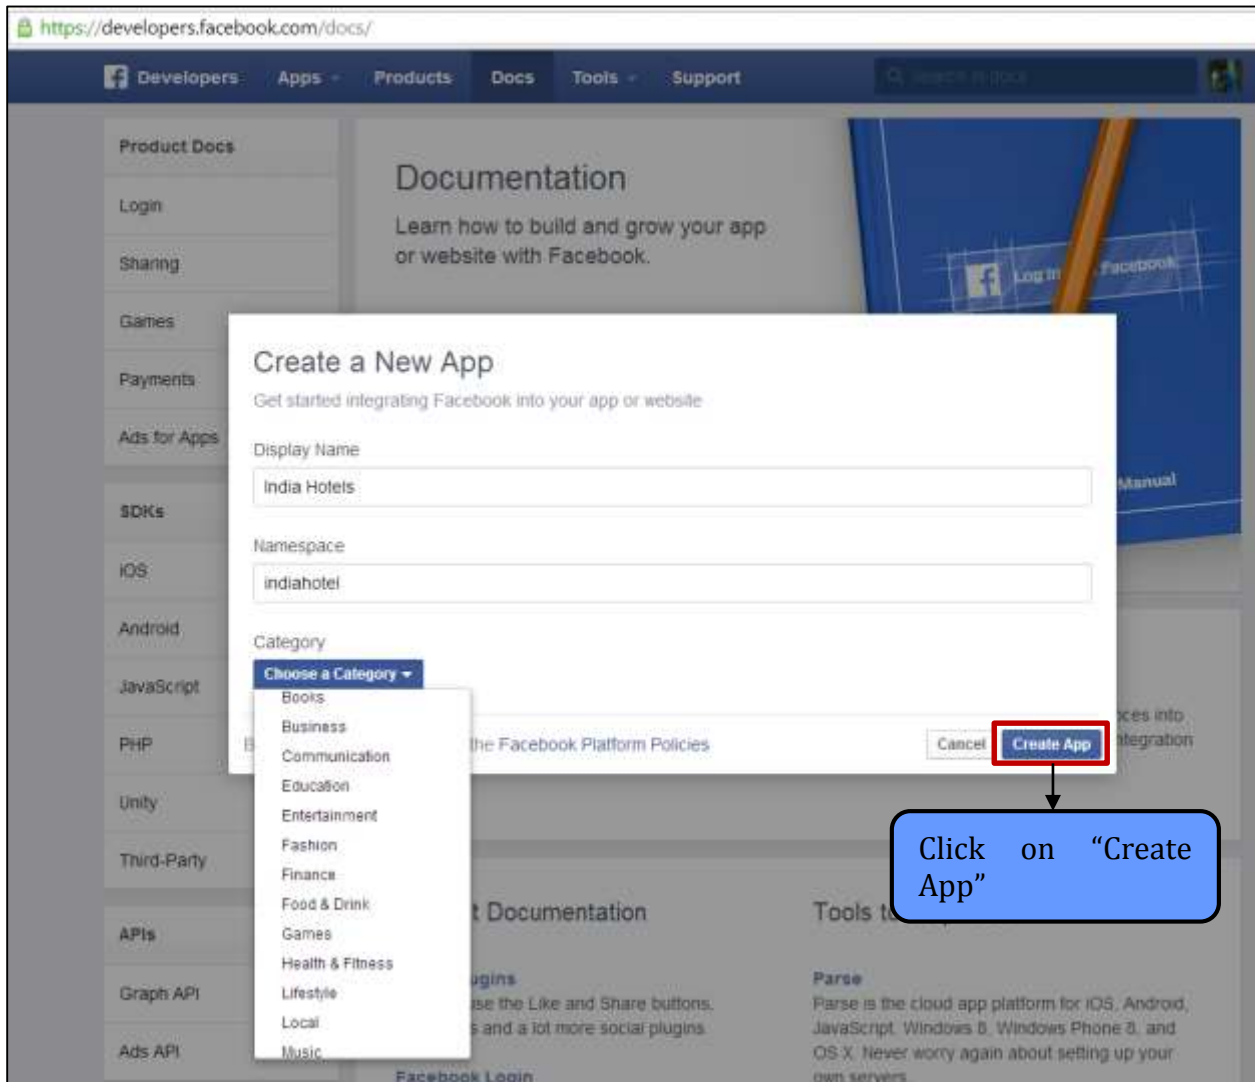 https://developers.facebook.com/docs/
Developers Apps Products Docs Tools Support Search in docs
Product Docs
Login
Sharing
Games
Payments
Ads for Apps
SDKs
iOS
Android
JavaScript
PHP
Unity
Third-Party
APIs
Graph API
Ads API
Documentation
Learn how to build and grow your app
or website with Facebook.
Log In Facebook
Manual
Create a New App
Get started integrating Facebook into your app or website
Display Name
India Hotels
Namespace
indiahotel
Category
Choose a Category
Books
Business
Communication
Education
Entertainment
Fashion
Finance
Food & Drink
Games
Health & Fitness
Lifestyle
Local
Music
the Facebook Platform Policies
Cancel Create App
into
integration
Click on “Create
App”
t Documentation
use the Like and Share buttons,
s and a lot more social plugins
Facebook Login
Tools t
Parse
Parse is the cloud app platform for iOS, Android,
JavaScript, Windows 8, Windows Phone 8, and
OS X. Never worry again about setting up your
own servers.